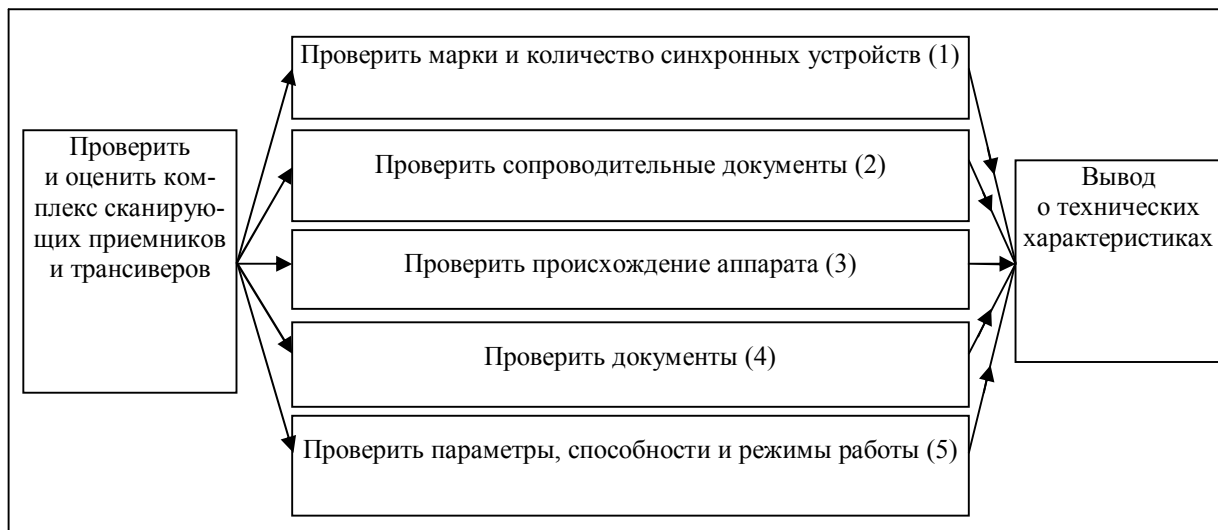 Проверить
и оценить ком-
плекс сканирую-
щих приемников
и трансиверов
Проверить марки и количество синхронных устройств (1)
Проверить сопроводительные документы (2)
Проверить происхождение аппарата (3)
Проверить документы (4)
Проверить параметры, способности и режимы работы (5)
Вывод
о технических
характеристиках